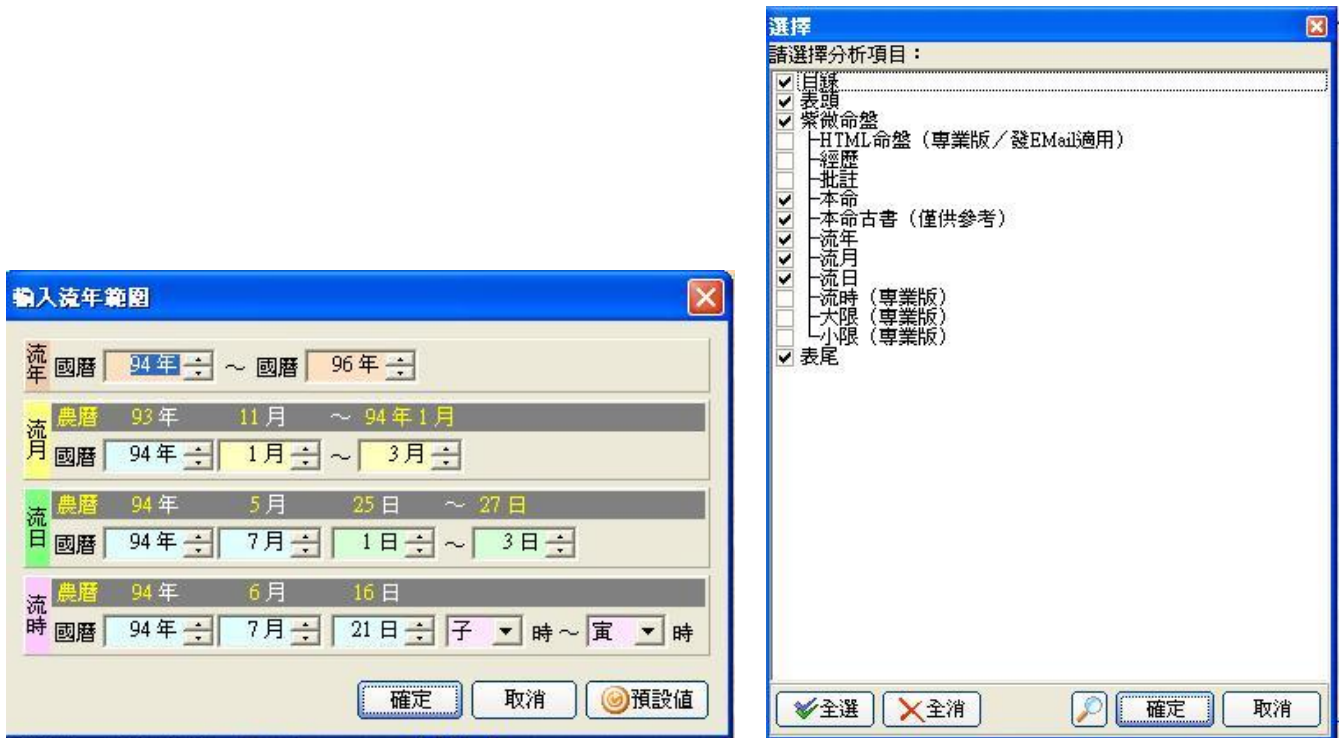 輸入流年範圍
流年 國曆 94年 ～ 國曆 96年
流月 農曆 93年 11月 ～ 94年1月
國曆 94年 1月 ～ 3月
流日 農曆 94年 5月 25日 ～ 27日
國曆 94年 7月 1日 ～ 3日
流時 農曆 94年 6月 16日
國曆 94年 7月 21日 子 時～ 寅 時
確定 取消 預設值
選擇
請選擇分析項目：
目錄
表頭
紫微命盤
HTML命盤（專業版／發EMail適用）
經歷
批註
本命
本命古書（僅供參考）
流年
流月
流日
流時（專業版）
大限（專業版）
小限（專業版）
表尾
全選 全消 確定 取消